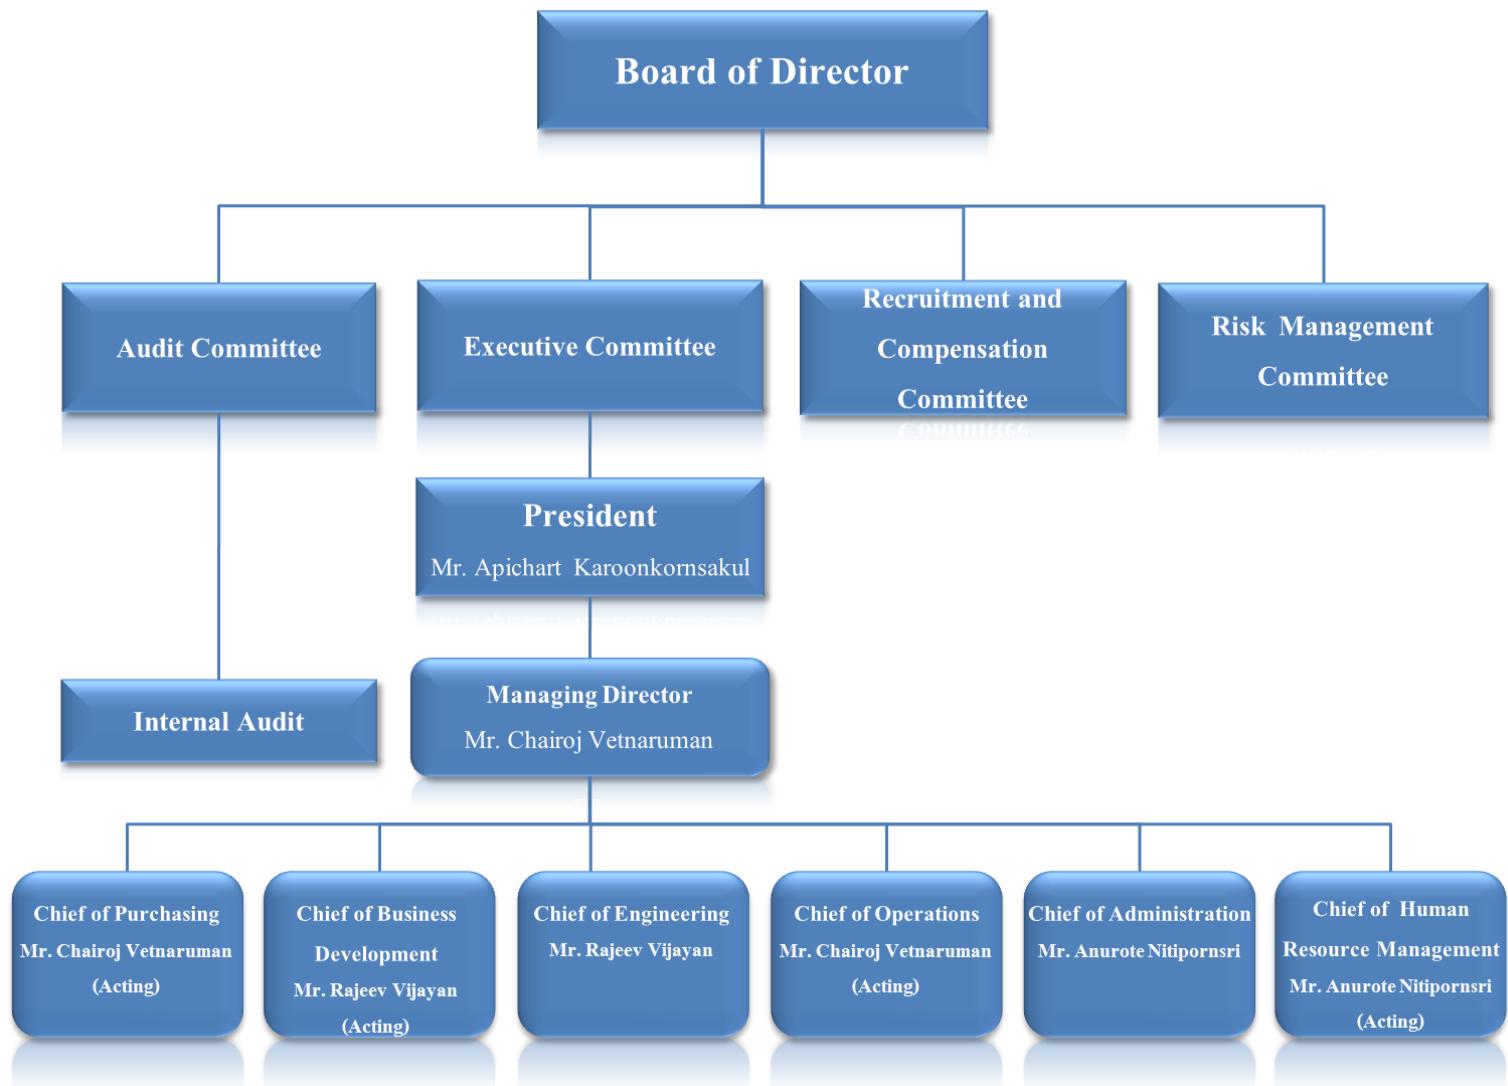 Board of Director
Audit Committee
Executive Committee
Recruitment and
Compensation
Committee
Risk Management
Committee
President
Mr. Apichart Karoonkornsakul
Internal Audit
Managing Director
Mr. Chairoj Vetnaruman
Chief of Purchasing
Mr. Chairoj Vetnaruman
(Acting)
Chief of Business
Development
Mr. Rajeev Vijayan
(Acting)
Chief of Engineering
Mr. Rajeev Vijayan
Chief of Operations
Mr. Chairoj Vetnaruman
(Acting)
Chief of Administration
Mr. Anurote Nitipornsri
Chief of Human
Resource Management
Mr. Anurote Nitipornsri
(Acting)